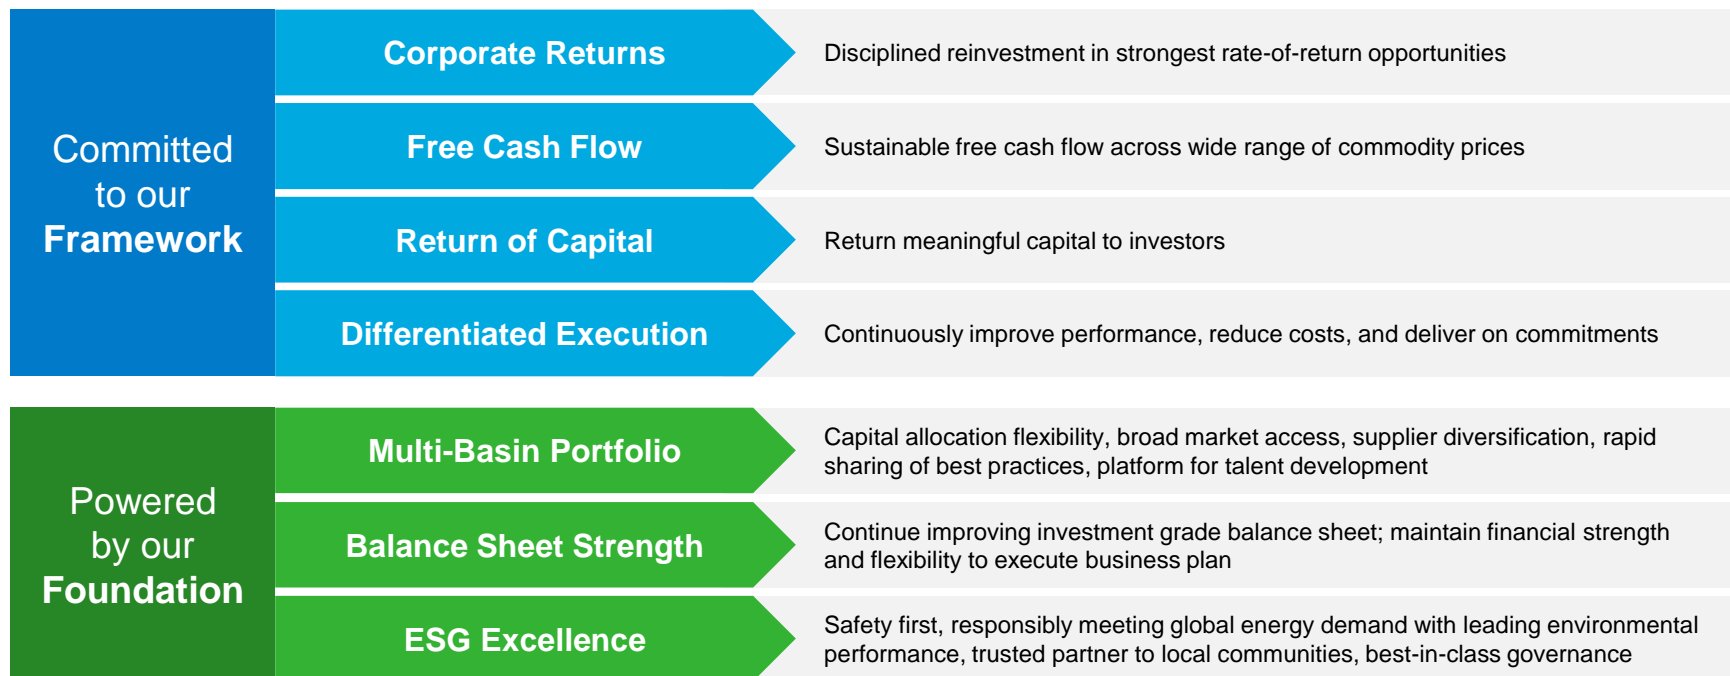 Committed
to our
Framework
Corporate Returns
Disciplined reinvestment in strongest rate-of-return opportunities
Free Cash Flow
Sustainable free cash flow across wide range of commodity prices
Return of Capital
Return meaningful capital to investors
Differentiated Execution
Continuously improve performance, reduce costs, and deliver on commitments
Powered
by our
Foundation
Multi-Basin Portfolio
Capital allocation flexibility, broad market access, supplier diversification, rapid
sharing of best practices, platform for talent development
Balance Sheet Strength
Continue improving investment grade balance sheet; maintain financial strength
and flexibility to execute business plan
ESG Excellence
Safety first, responsibly meeting global energy demand with leading environmental
performance, trusted partner to local communities, best-in-class governance